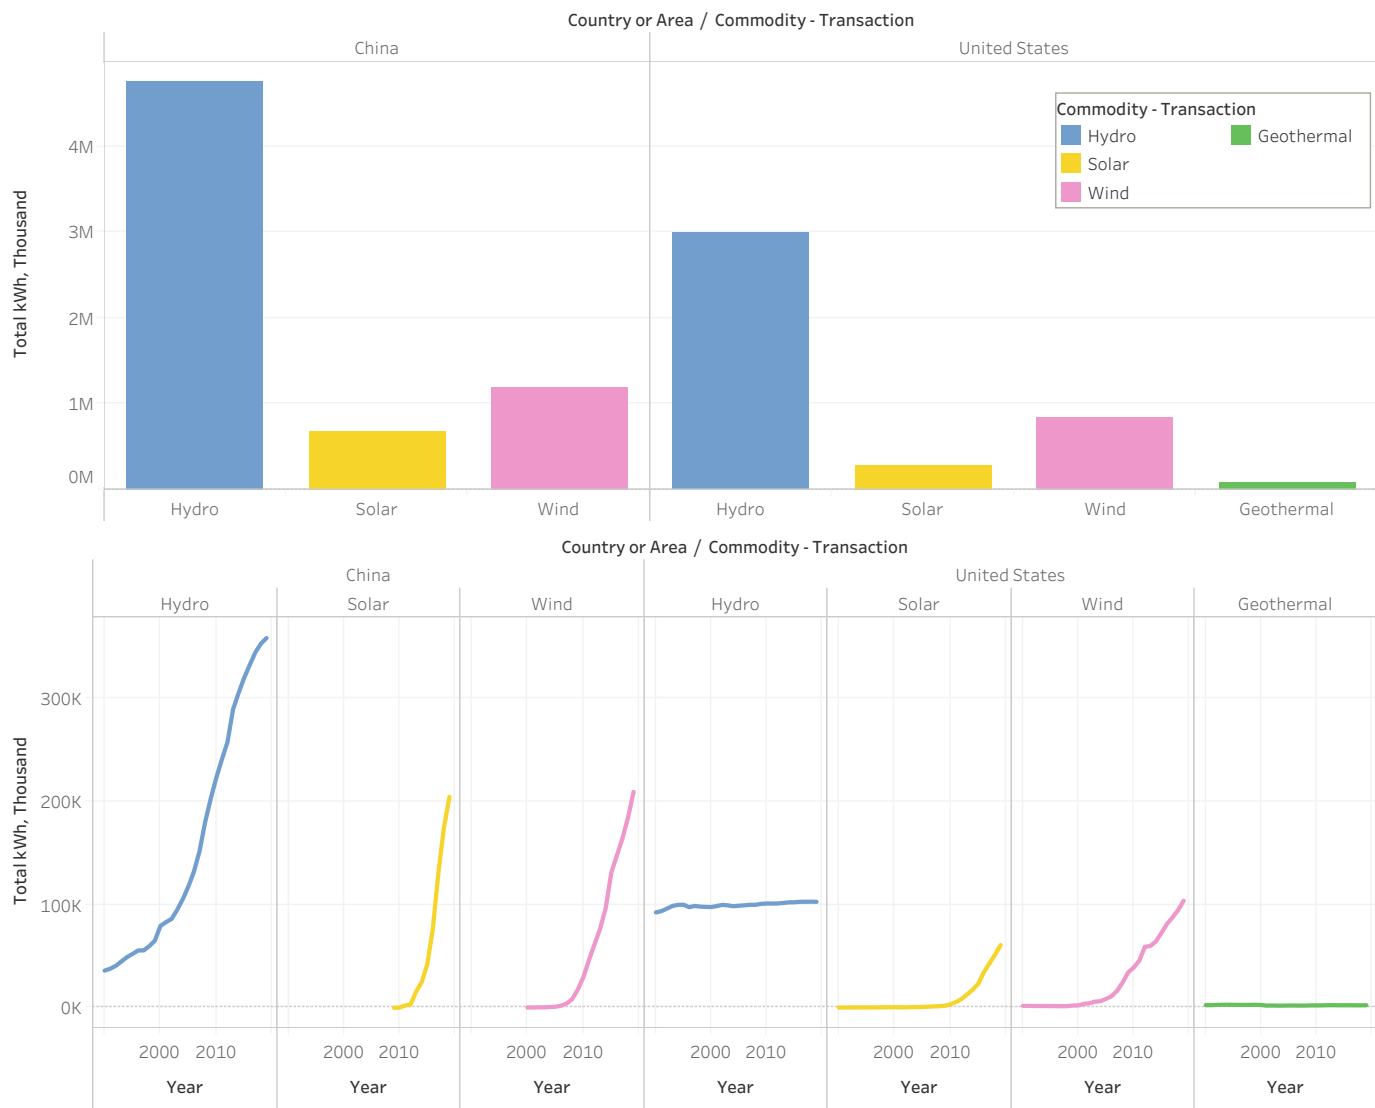 Country or Area / Commodity - Transaction
China
United States
Commodity - Transaction
Hydro
Geothermal
Solar
Wind
Total kWh, Thousand
4M
3M
2M
1M
0M
Hydro
Solar
Wind
Hydro
Solar
Wind
Geothermal
Country or Area / Commodity - Transaction
China
United States
Hydro
Solar
Wind
Hydro
Solar
Wind
Geothermal
Total kWh, Thousand
300K
200K
100K
0K
2000 2010
2000 2010
2000 2010
2000 2010
2000 2010
2000 2010
2000 2010
Year
Year
Year
Year
Year
Year
Year